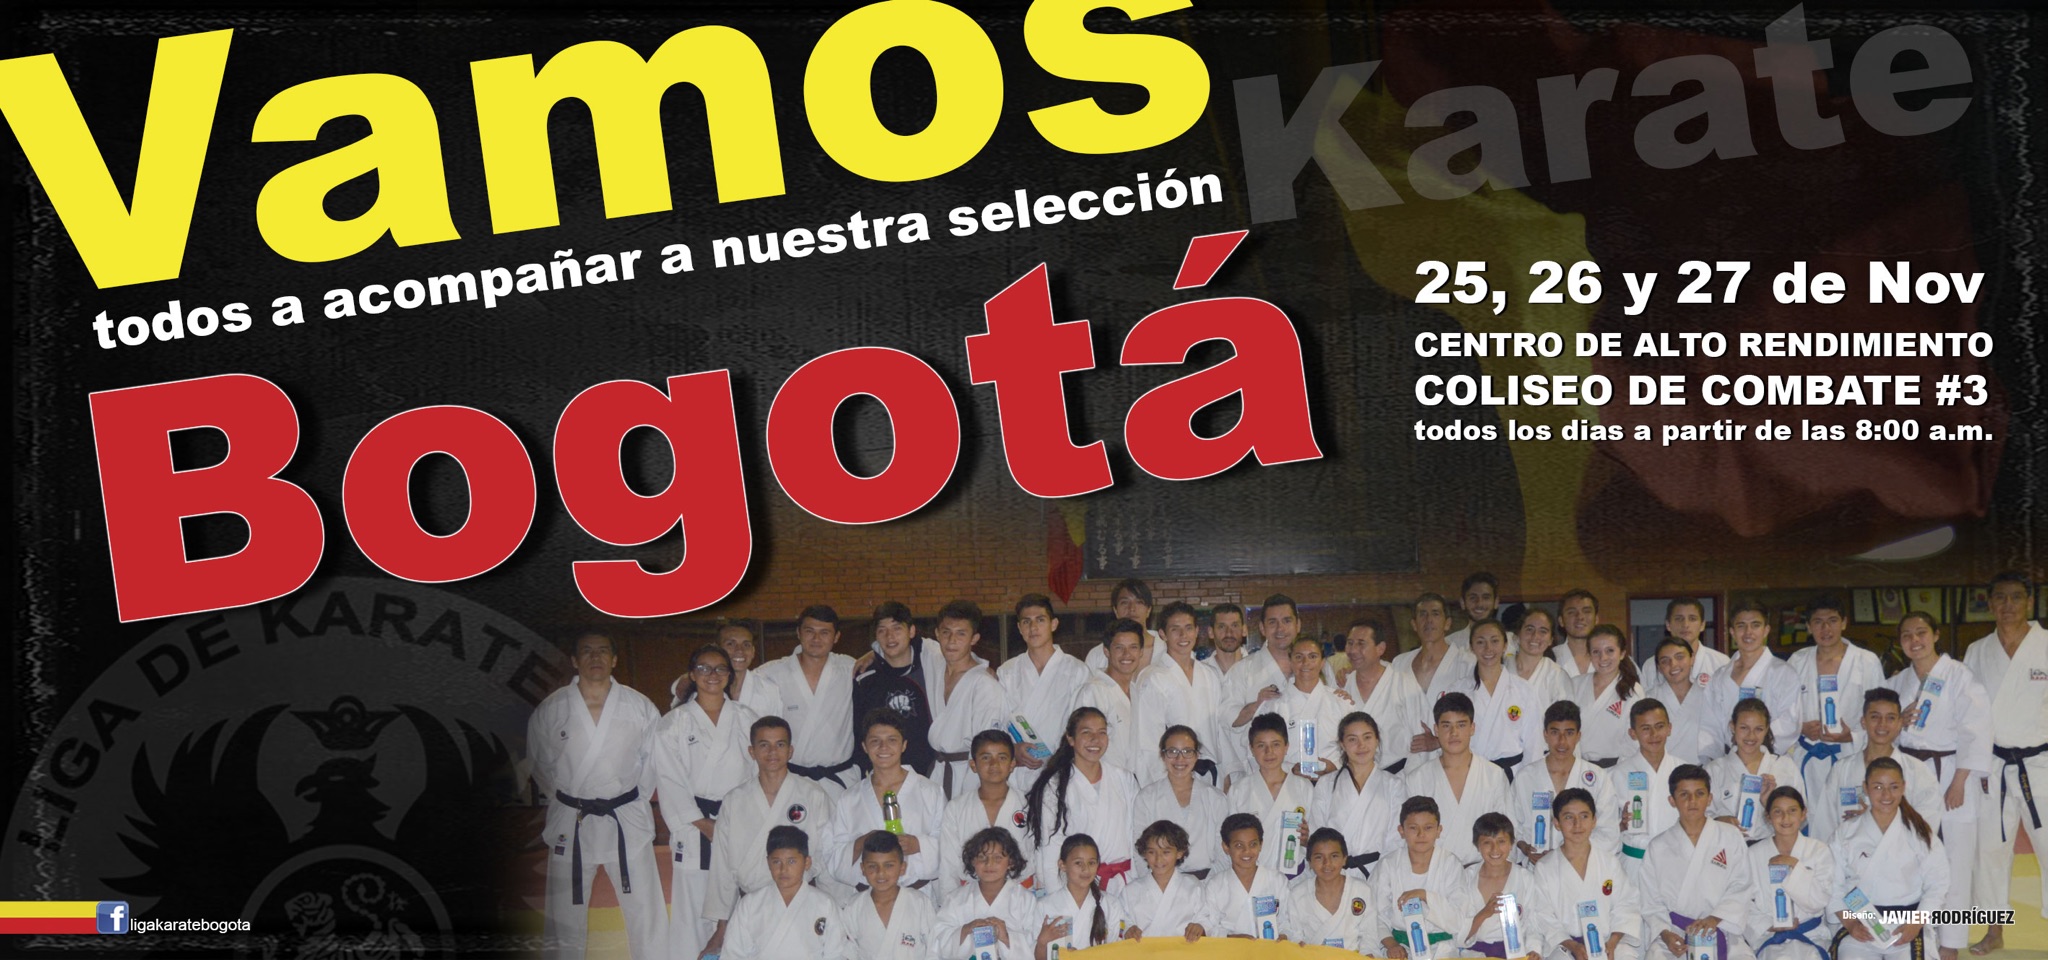 Vamos
Karate
todos a acompañar a nuestra selección
Bogotá
25, 26 y 27 de Nov
CENTRO DE ALTO RENDIMIENTO
COLISEO DE COMBATE #3
todos los dias a partir de las 8:00 a.m.
LIGA DE KARATE
f ligakaratebogota
Diseño: JAVIER RODRÍGUEZ